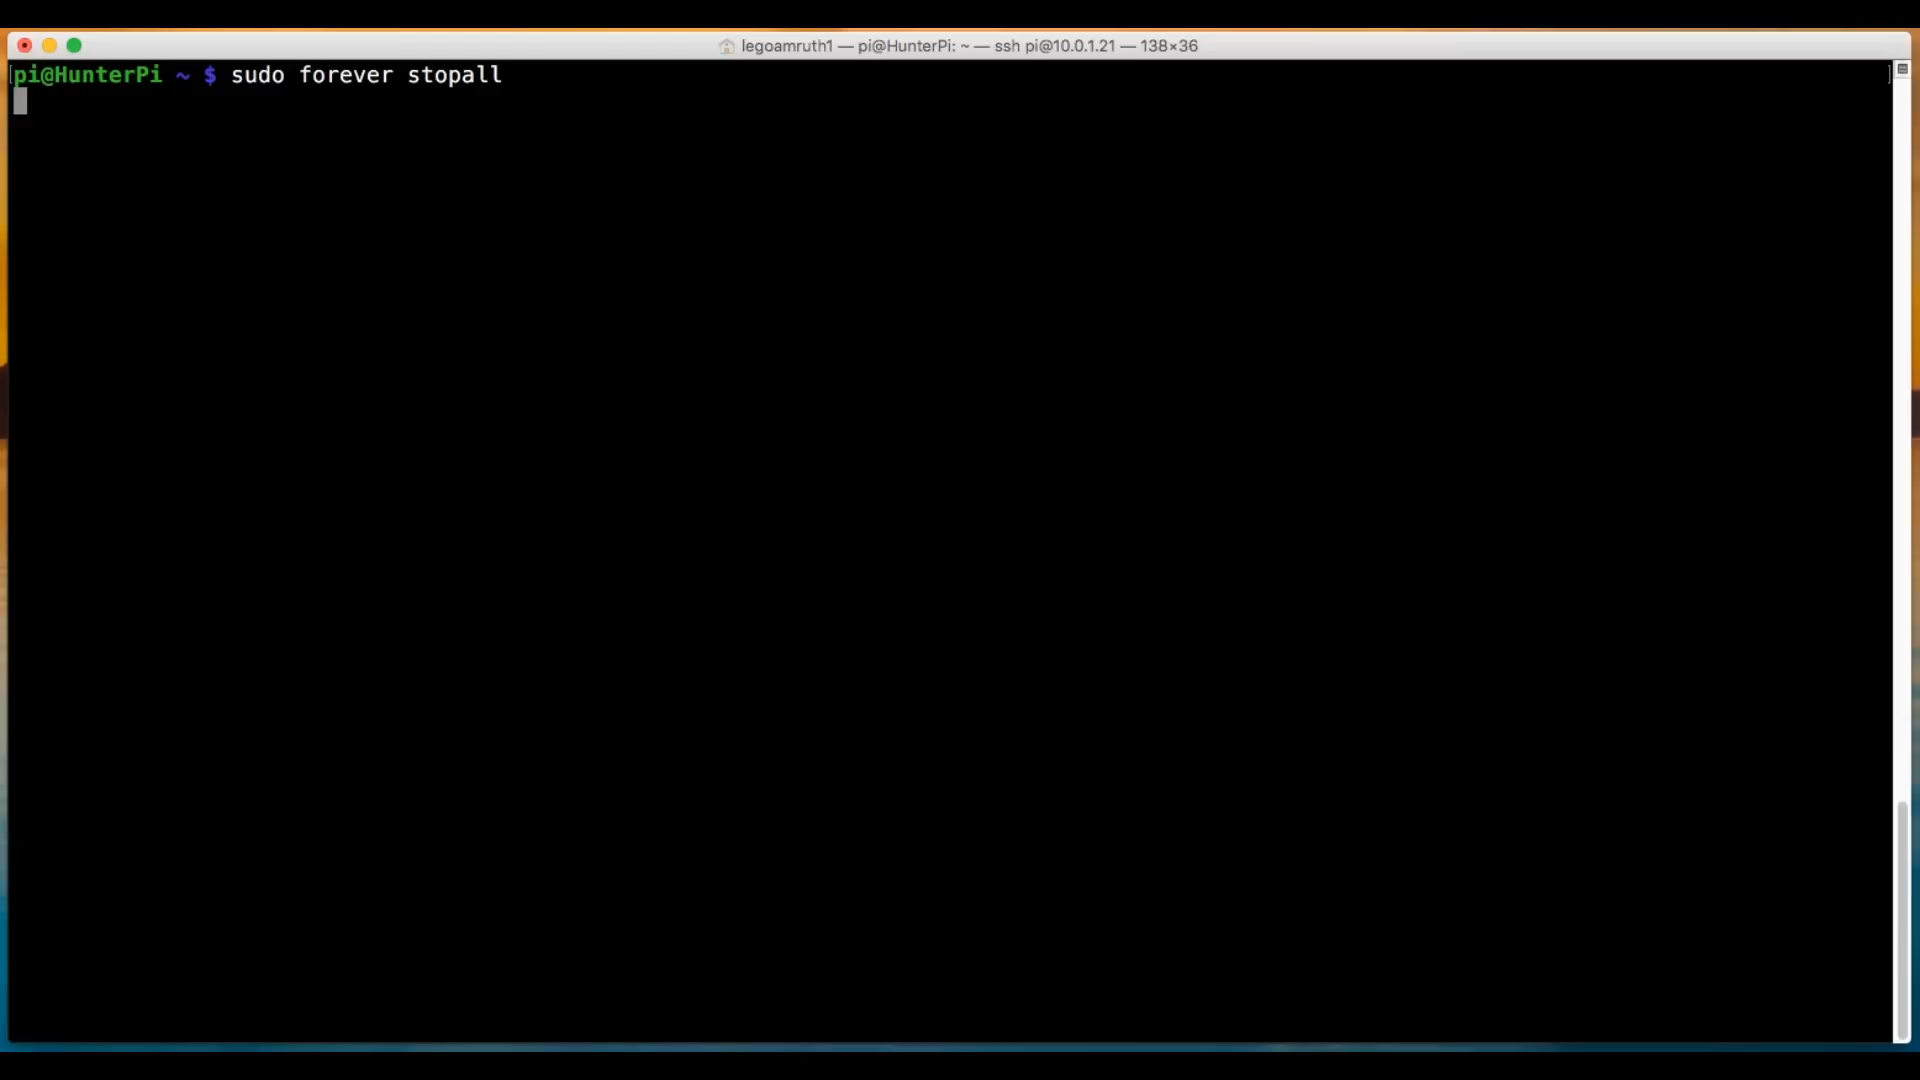 legoamruth1 — pi@HunterPi: ~ — ssh pi@10.0.1.21 — 138×36
pi@HunterPi ~ $ sudo forever stopall